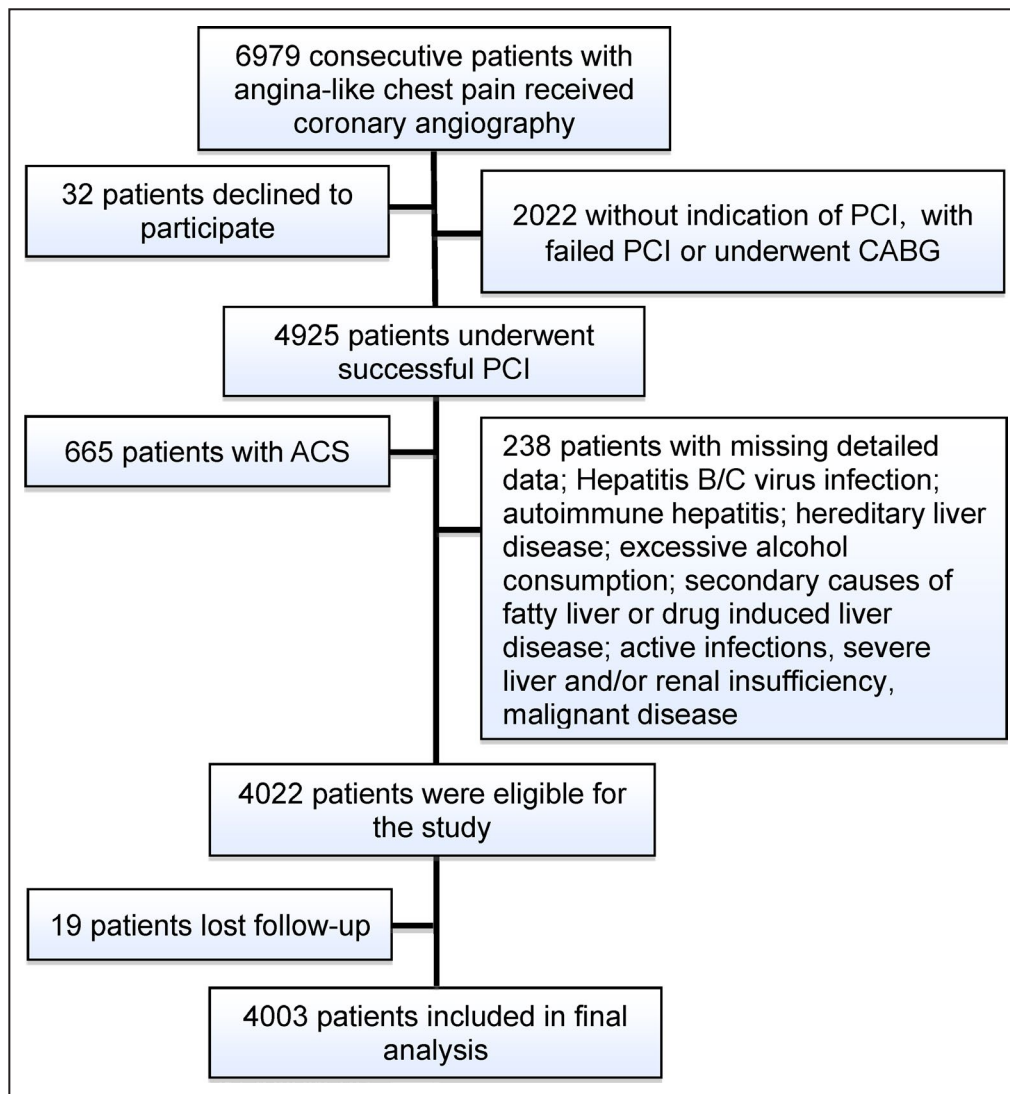 6979 consecutive patients with
angina-like chest pain received
coronary angiography
32 patients declined to
participate
2022 without indication of PCI, with
failed PCI or underwent CABG
4925 patients underwent
successful PCI
665 patients with ACS
238 patients with missing detailed
data; Hepatitis B/C virus infection;
autoimmune hepatitis; hereditary liver
disease; excessive alcohol
consumption; secondary causes of
fatty liver or drug induced liver
disease; active infections, severe
liver and/or renal insufficiency,
malignant disease
4022 patients were eligible for
the study
19 patients lost follow-up
4003 patients included in final
analysis